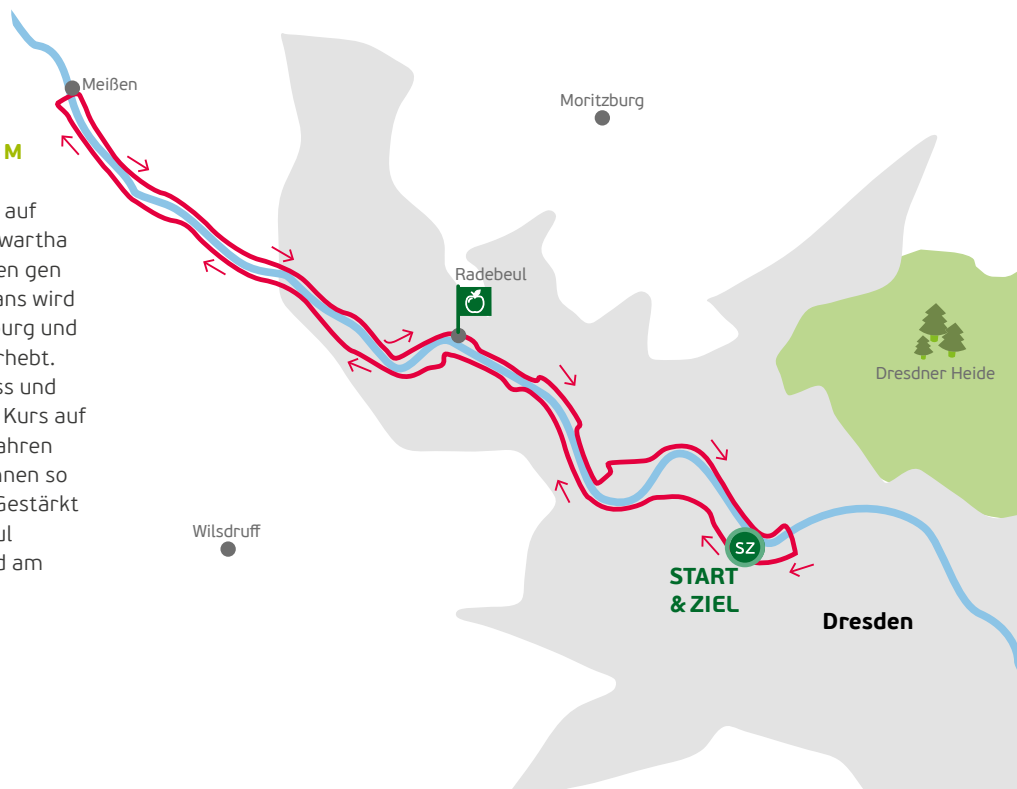 M
auf
wartha
en gen
ans wird
burg und
rhebt.
ss und
Kurs auf
ahren
nnen so
Gestärkt
ul
d am
Meißen
Moritzburg
Radebeul
Dresdner Heide
Wilsdruff
SZ
START
& ZIEL
Dresden